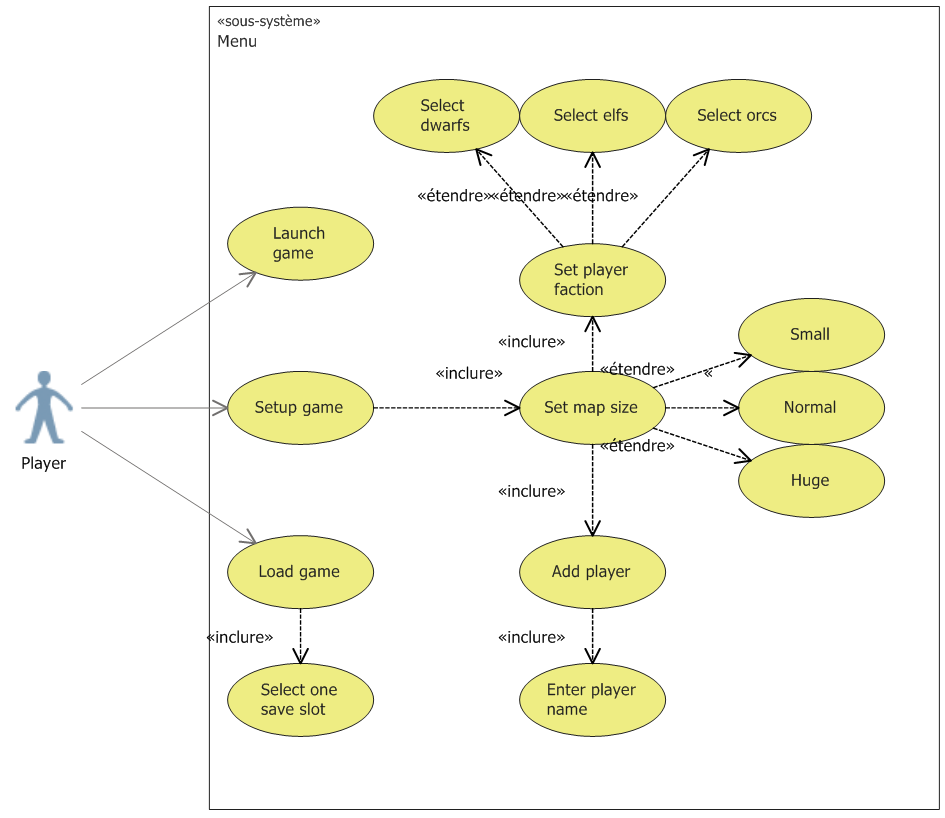 «sous-système»
Menu
Select
dwarfs
Select elfs
Select orcs
«étendre»
«étendre»
«étendre»
Launch
game
Set player
faction
«inclure»
Small
«étendre»
«
«inclure»
Setup game
Set map size
Normal
«étendre»
Player
Huge
«inclure»
Load game
Add player
«inclure»
«inclure»
Select one
save slot
Enter player
name